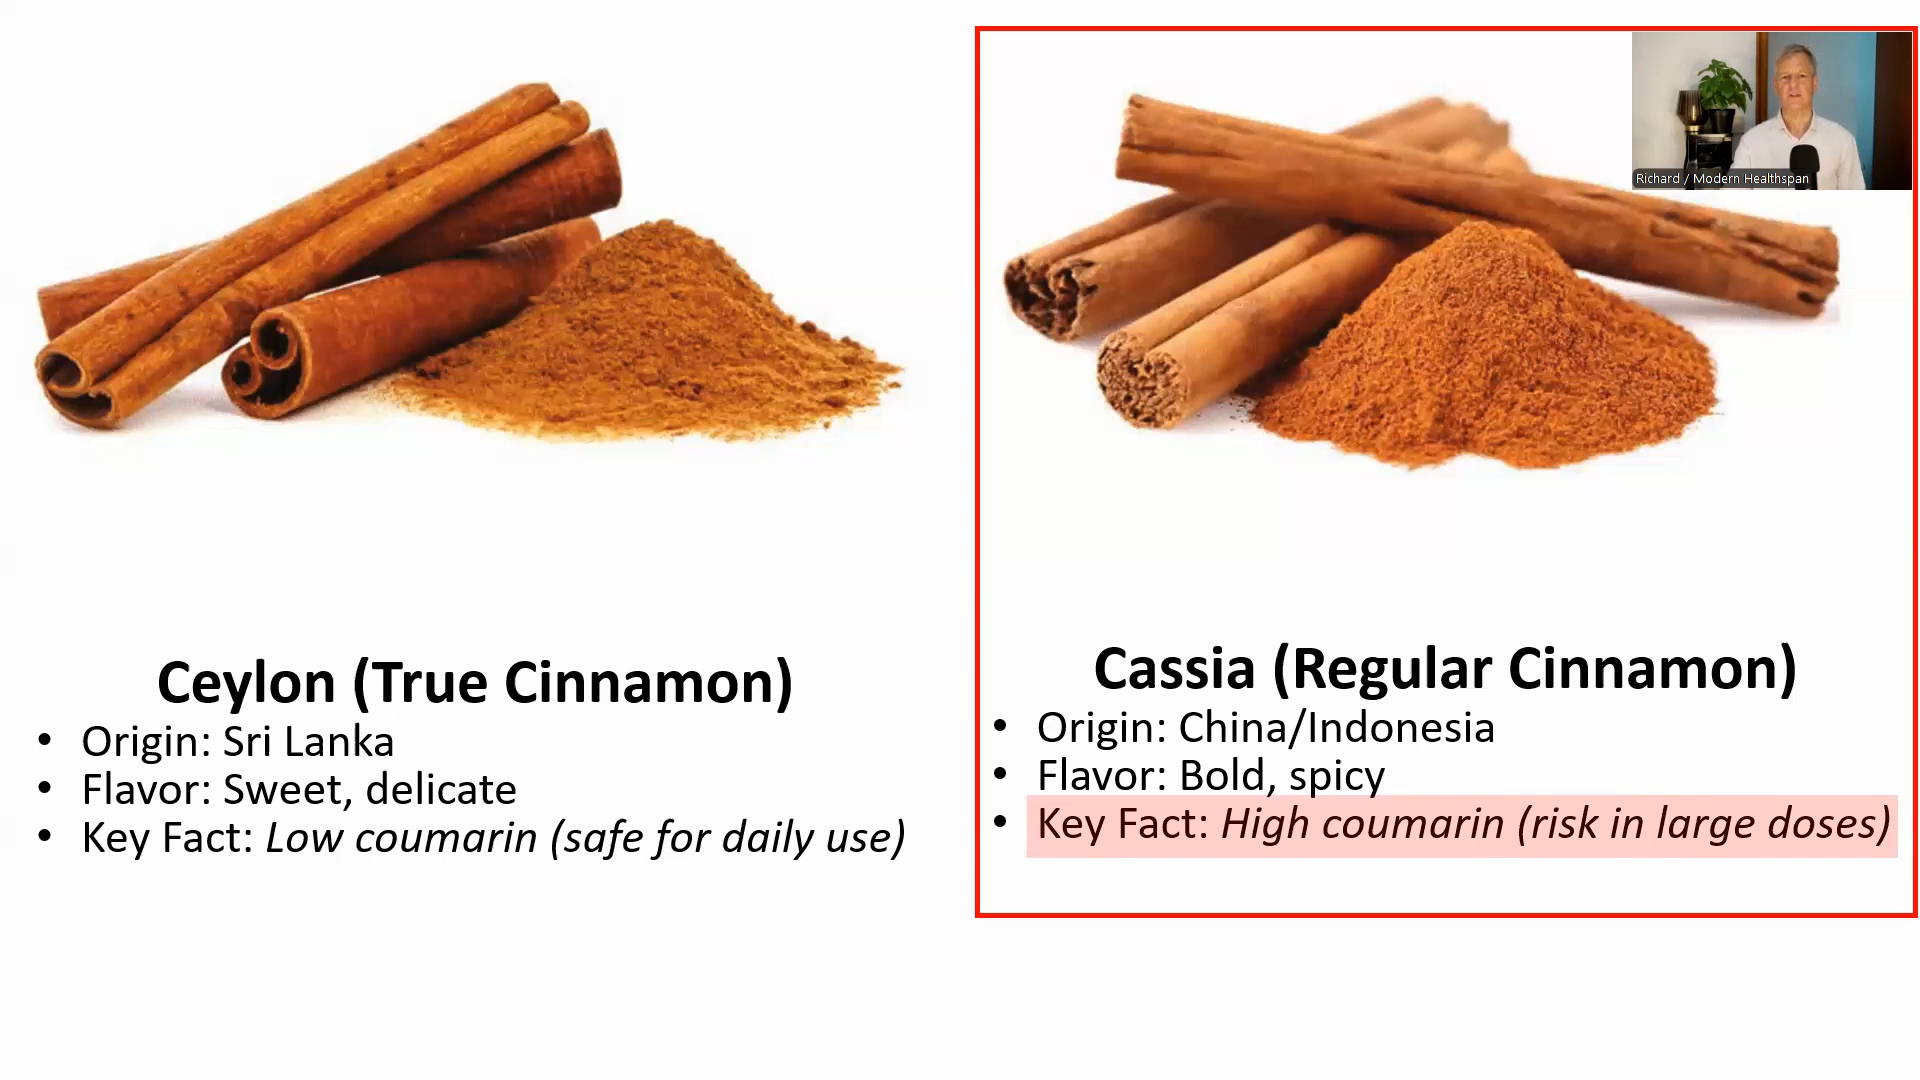 Richard / Modern Healthspan
Ceylon (True Cinnamon)
• Origin: Sri Lanka
• Flavor: Sweet, delicate
• Key Fact: Low coumarin (safe for daily use)
Cassia (Regular Cinnamon)
• Origin: China/Indonesia
• Flavor: Bold, spicy
• Key Fact: High coumarin (risk in large doses)